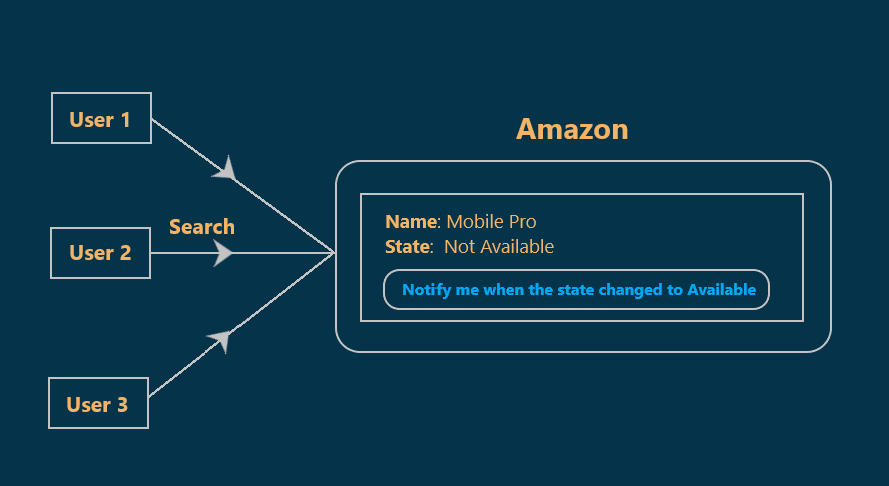 User 1
Amazon
Search
User 2
User 3
Name: Mobile Pro
State: Not Available
Notify me when the state changed to Available